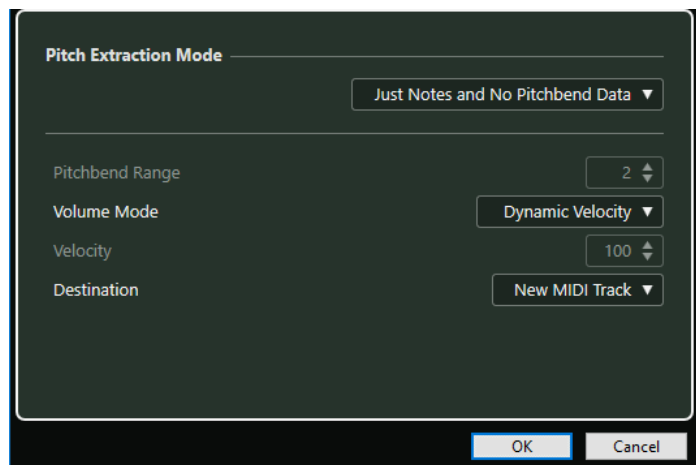 Pitch Extraction Mode
Just Notes and No Pitchbend Data ▼
Pitchbend Range 2
Volume Mode Dynamic Velocity ▼
Velocity 100
Destination New MIDI Track ▼
OK Cancel